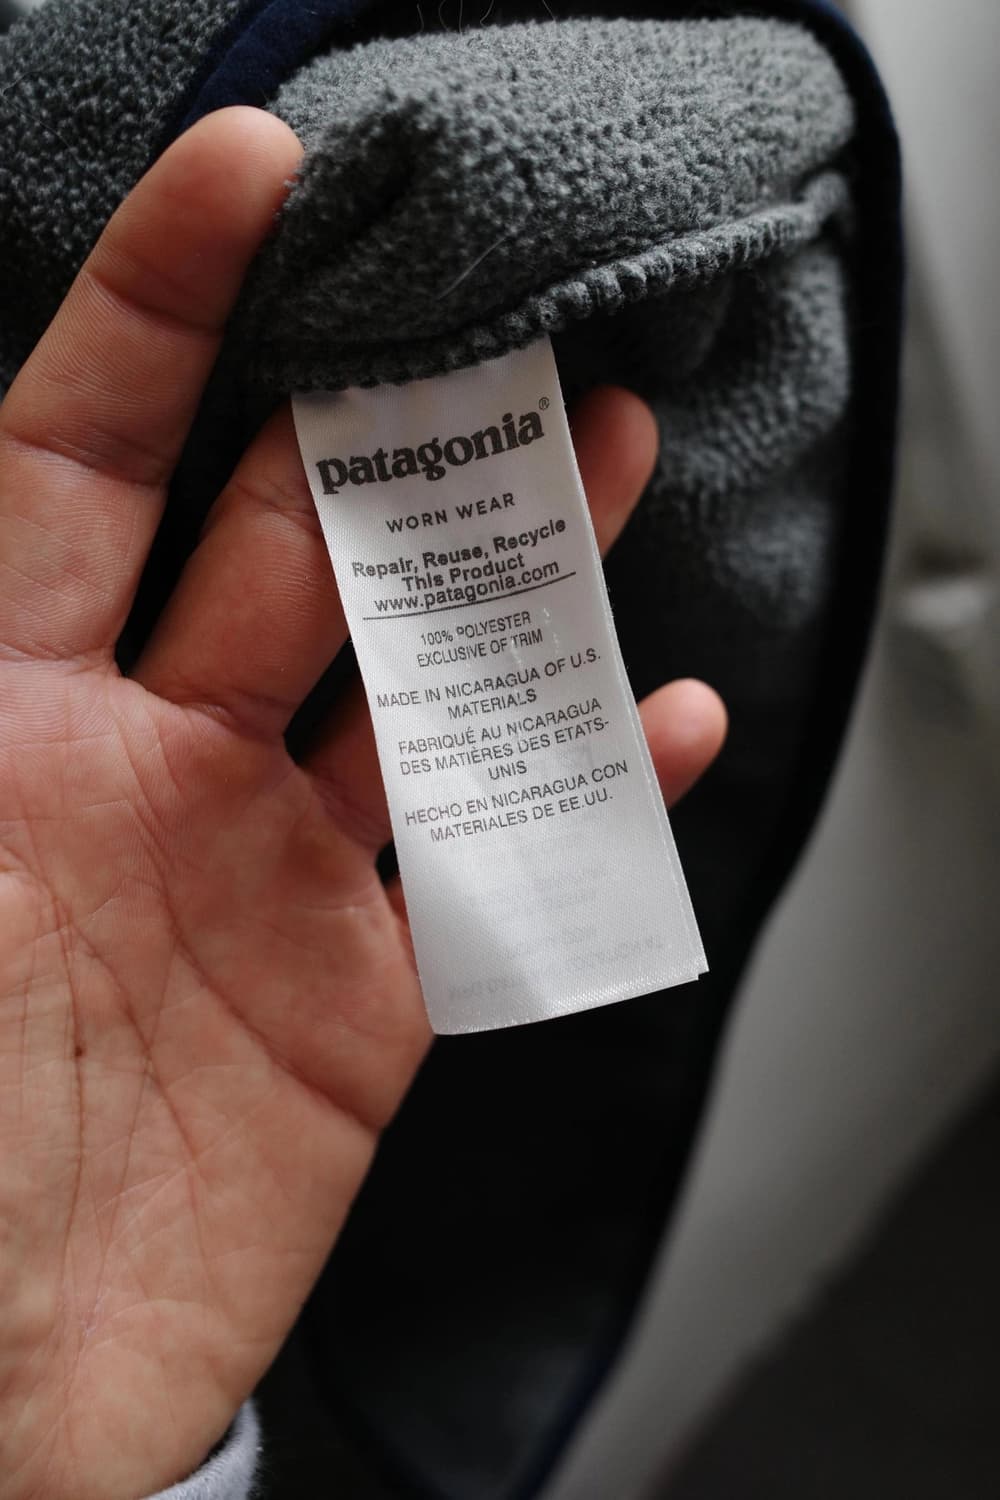 patagonia®
WORN WEAR
Repair, Reuse, Recycle
This Product
www.patagonia.com
100% POLYESTER
EXCLUSIVE OF TRIM
MADE IN NICARAGUA OF U.S.
MATERIALS
FABRIQUÉ AU NICARAGUA
DES MATIÈRES DES ETATS-
UNIS
HECHO EN NICARAGUA CON
MATERIALES DE EE.UU.